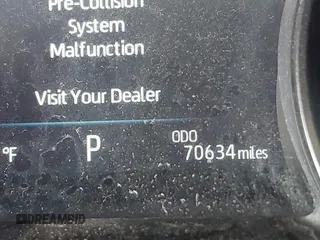 Pre-Collision
System
Malfunction
Visit Your Dealer
°F P ODO
70634 miles
DREAMBID